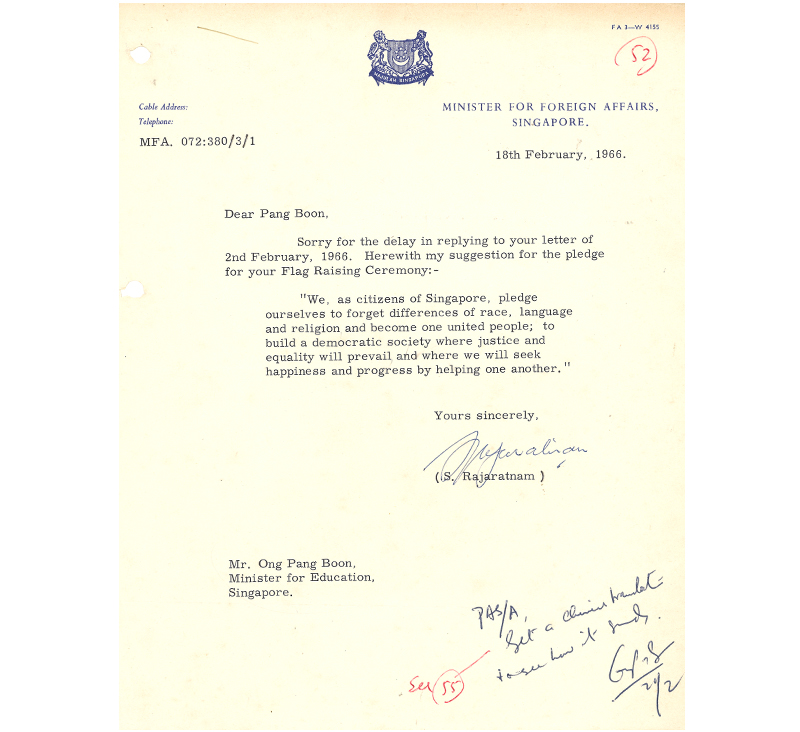 FA 3—W 4155
52
MAJULAH SINGAPURA
Cable Address:
Telephone:
MINISTER FOR FOREIGN AFFAIRS,
SINGAPORE.
MFA. 072:380/3/1
18th February, 1966.
Dear Pang Boon,
Sorry for the delay in replying to your letter of
2nd February, 1966. Herewith my suggestion for the pledge
for your Flag Raising Ceremony:-
"We, as citizens of Singapore, pledge
ourselves to forget differences of race, language
and religion and become one united people; to
build a democratic society where justice and
equality will prevail and where we will seek
happiness and progress by helping one another."
Yours sincerely,
(S. Rajaratnam )
Mr. Ong Pang Boon,
Minister for Education,
Singapore.
PAS/A,
Get a Chinese
to see how it
See 55